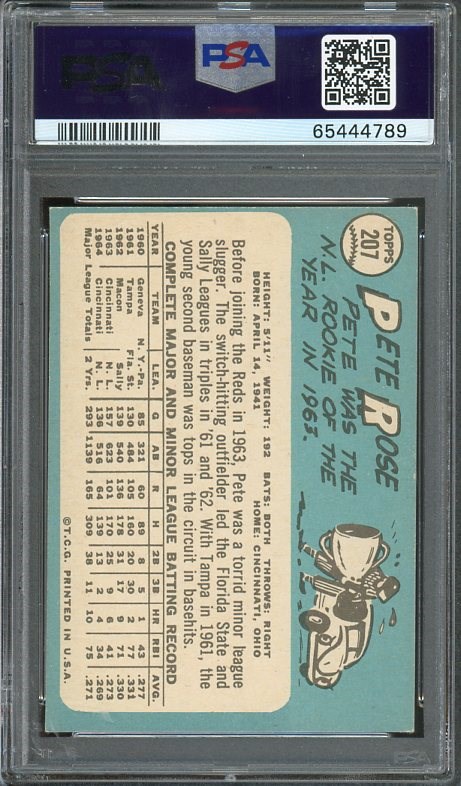 PSA
PSA
65444789
TOPPS
207
PETE ROSE
PETE WAS THE
N.L. ROOKIE OF THE
YEAR IN 1963.
HEIGHT: 5'11" WEIGHT: 192 BATS: BOTH THROWS: RIGHT
BORN: APRIL 14, 1941 HOME: CINCINNATI, OHIO
Before joining the Reds in 1963, Pete was a torrid minor league
slugger. The switch-hitting outfielder led the Florida State and
Sally Leagues in triples in '61 and '62. With Tampa in 1961, the
young second baseman was tops in the circuit in basehits.
COMPLETE MAJOR AND MINOR LEAGUE BATTING RECORD
YEAR TEAM LEA. G AB R H 2B 3B HR RBI AVG.
1960 Geneva N. Y.-Pa. 85 321 60 89 8 5 1 43 .277
1961 Tampa Fla. St. 130 484 105 160 20 30 2 77 .331
1962 Macon Sally 139 540 136 178 31 17 9 71 .330
1963 Cincinnati N. L. 157 623 101 170 25 9 6 41 .273
1964 Cincinnati N. L. 136 516 64 139 13 2 4 34 .269
Major League Totals 2 Yrs. 293 1139 165 309 38 11 10 75 .271
©T.C.G. PRINTED IN U.S.A.